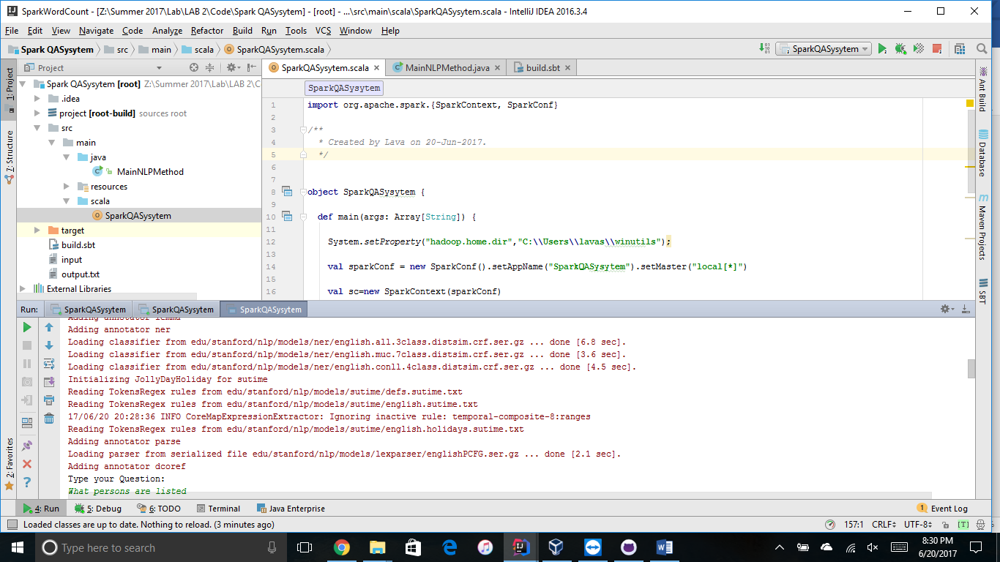 SparkWordCount - [Z:\Summer 2017\Lab\LAB 2\Code\Spark QASysytem] - [root] - ...\src\main\scala\SparkQASysytem.scala - IntelliJ IDEA 2016.3.4
File Edit View Navigate Code Analyze Refactor Build Run Tools VCS Window Help
Spark QASysytem src main scala SparkQASysytem.scala SparkQASysytem
Project
SparkQASysytem.scala MainNLPMethod.java build.sbt
Spark QASysytem [root] Z:\Summer 2017\Lab\LAB 2\C
.idea
project [root-build] sources root
src
main
java
MainNLPMethod
resources
scala
SparkQASysytem
target
build.sbt
input
output.txt
External Libraries
1: Project
7: Structure
2: Favorites
SparkQASysytem
1 import org.apache.spark.{SparkContext, SparkConf}
2
3 /**
4 * Created by Lava on 20-Jun-2017.
5 */
6
7
8 object SparkQASysytem {
9
10 def main(args: Array[String]) {
11
12 System.setProperty("hadoop.home.dir","C:\\Users\\lavas\\winutils");
13
14 val sparkConf = new SparkConf().setAppName("SparkQASysytem").setMaster("local[*]")
15
16 val sc=new SparkContext(sparkConf)
Ant Build
Database
Maven Projects
SBT
Run: SparkQASysytem SparkQASysytem SparkQASysytem
Adding annotator lemma
Adding annotator ner
Loading classifier from edu/stanford/nlp/models/ner/english.all.3class.distsim.crf.ser.gz ... done [6.8 sec].
Loading classifier from edu/stanford/nlp/models/ner/english.muc.7class.distsim.crf.ser.gz ... done [3.6 sec].
Loading classifier from edu/stanford/nlp/models/ner/english.conll.4class.distsim.crf.ser.gz ... done [4.5 sec].
Initializing JollyDayHoliday for sutime
Reading TokensRegex rules from edu/stanford/nlp/models/sutime/defs.sutime.txt
Reading TokensRegex rules from edu/stanford/nlp/models/sutime/english.sutime.txt
17/06/20 20:28:36 INFO CoreMapExpressionExtractor: Ignoring inactive rule: temporal-composite-8:ranges
Reading TokensRegex rules from edu/stanford/nlp/models/sutime/english.holidays.sutime.txt
Adding annotator parse
Loading parser from serialized file edu/stanford/nlp/models/lexparser/englishPCFG.ser.gz ... done [2.1 sec].
Adding annotator dcoref
Type your Question:
What persons are listed
4: Run 5: Debug 6: TODO Terminal Java Enterprise 1 Event Log
Loaded classes are up to date. Nothing to reload. (3 minutes ago) 157:1 CRLF UTF-8 [T]
Type here to search
8:30 PM
6/20/2017